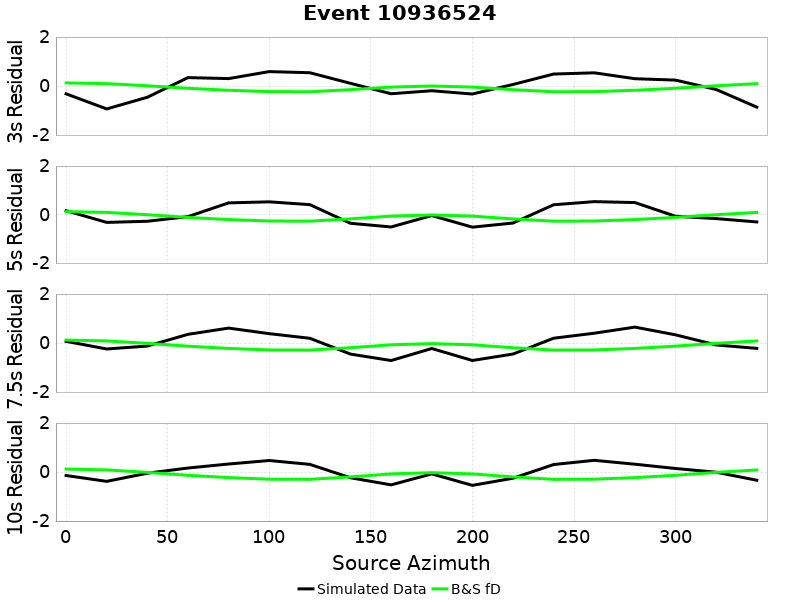 Event 10936524
3s Residual
2
0
-2
5s Residual
2
0
-2
7.5s Residual
2
0
-2
10s Residual
2
0
-2
0 50 100 150 200 250 300
Source Azimuth
Simulated Data B&S fD